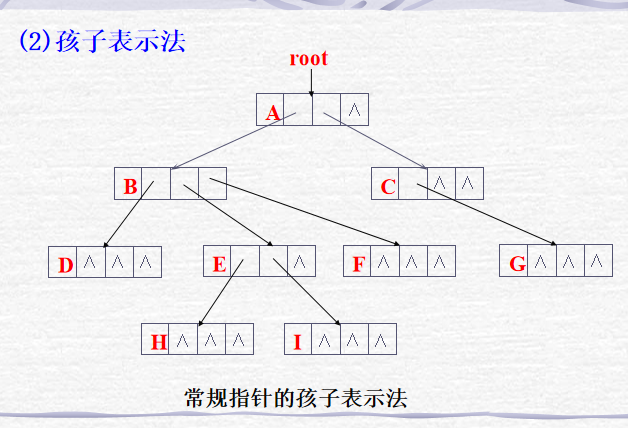 (2)孩子表示法
root
A ∧
B
C ∧ ∧
D ∧ ∧ ∧
E ∧
F ∧ ∧ ∧
G ∧ ∧ ∧
H ∧ ∧ ∧
I ∧ ∧ ∧
常规指针的孩子表示法